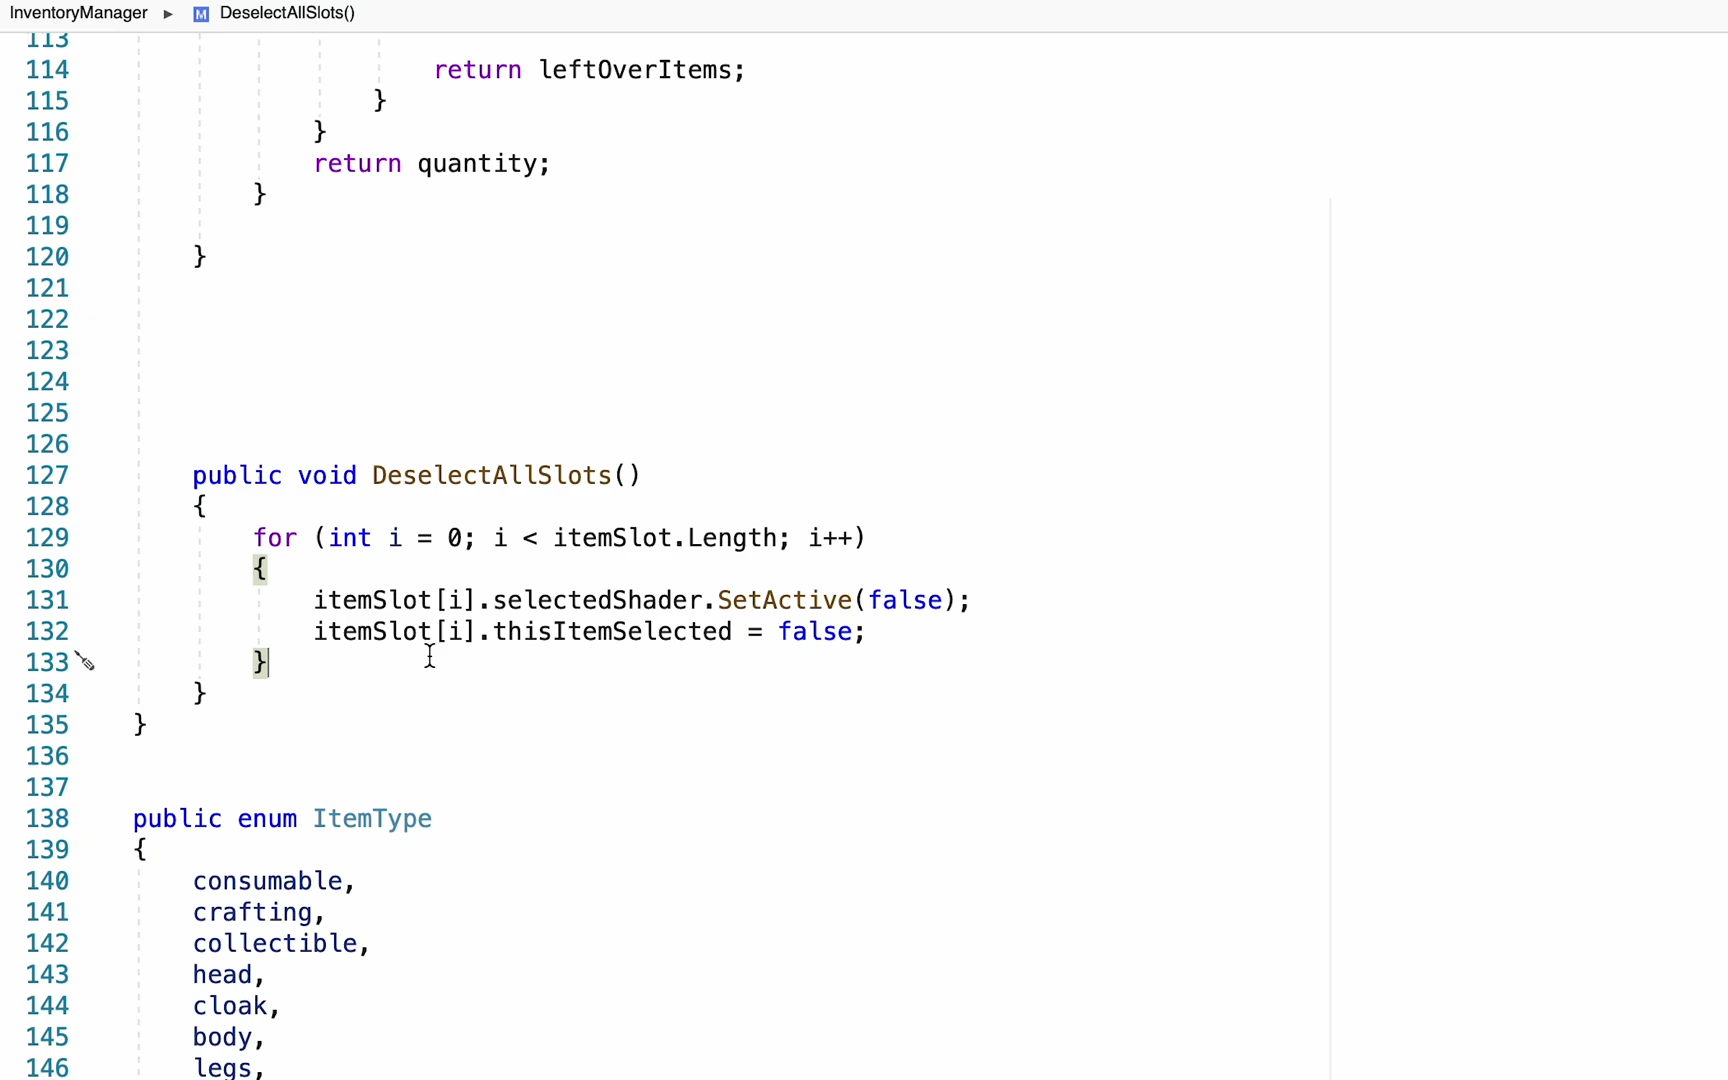 InventoryManager ▸ M DeselectAllSlots()
113
114 return leftOverItems;
115 }
116 }
117 return quantity;
118 }
119
120 }
121
122
123
124
125
126
127 public void DeselectAllSlots()
128 {
129 for (int i = 0; i < itemSlot.Length; i++)
130 {
131 itemSlot[i].selectedShader.SetActive(false);
132 itemSlot[i].thisItemSelected = false;
133 }
134 }
135 }
136
137
138 public enum ItemType
139 {
140 consumable,
141 crafting,
142 collectible,
143 head,
144 cloak,
145 body,
146 legs,